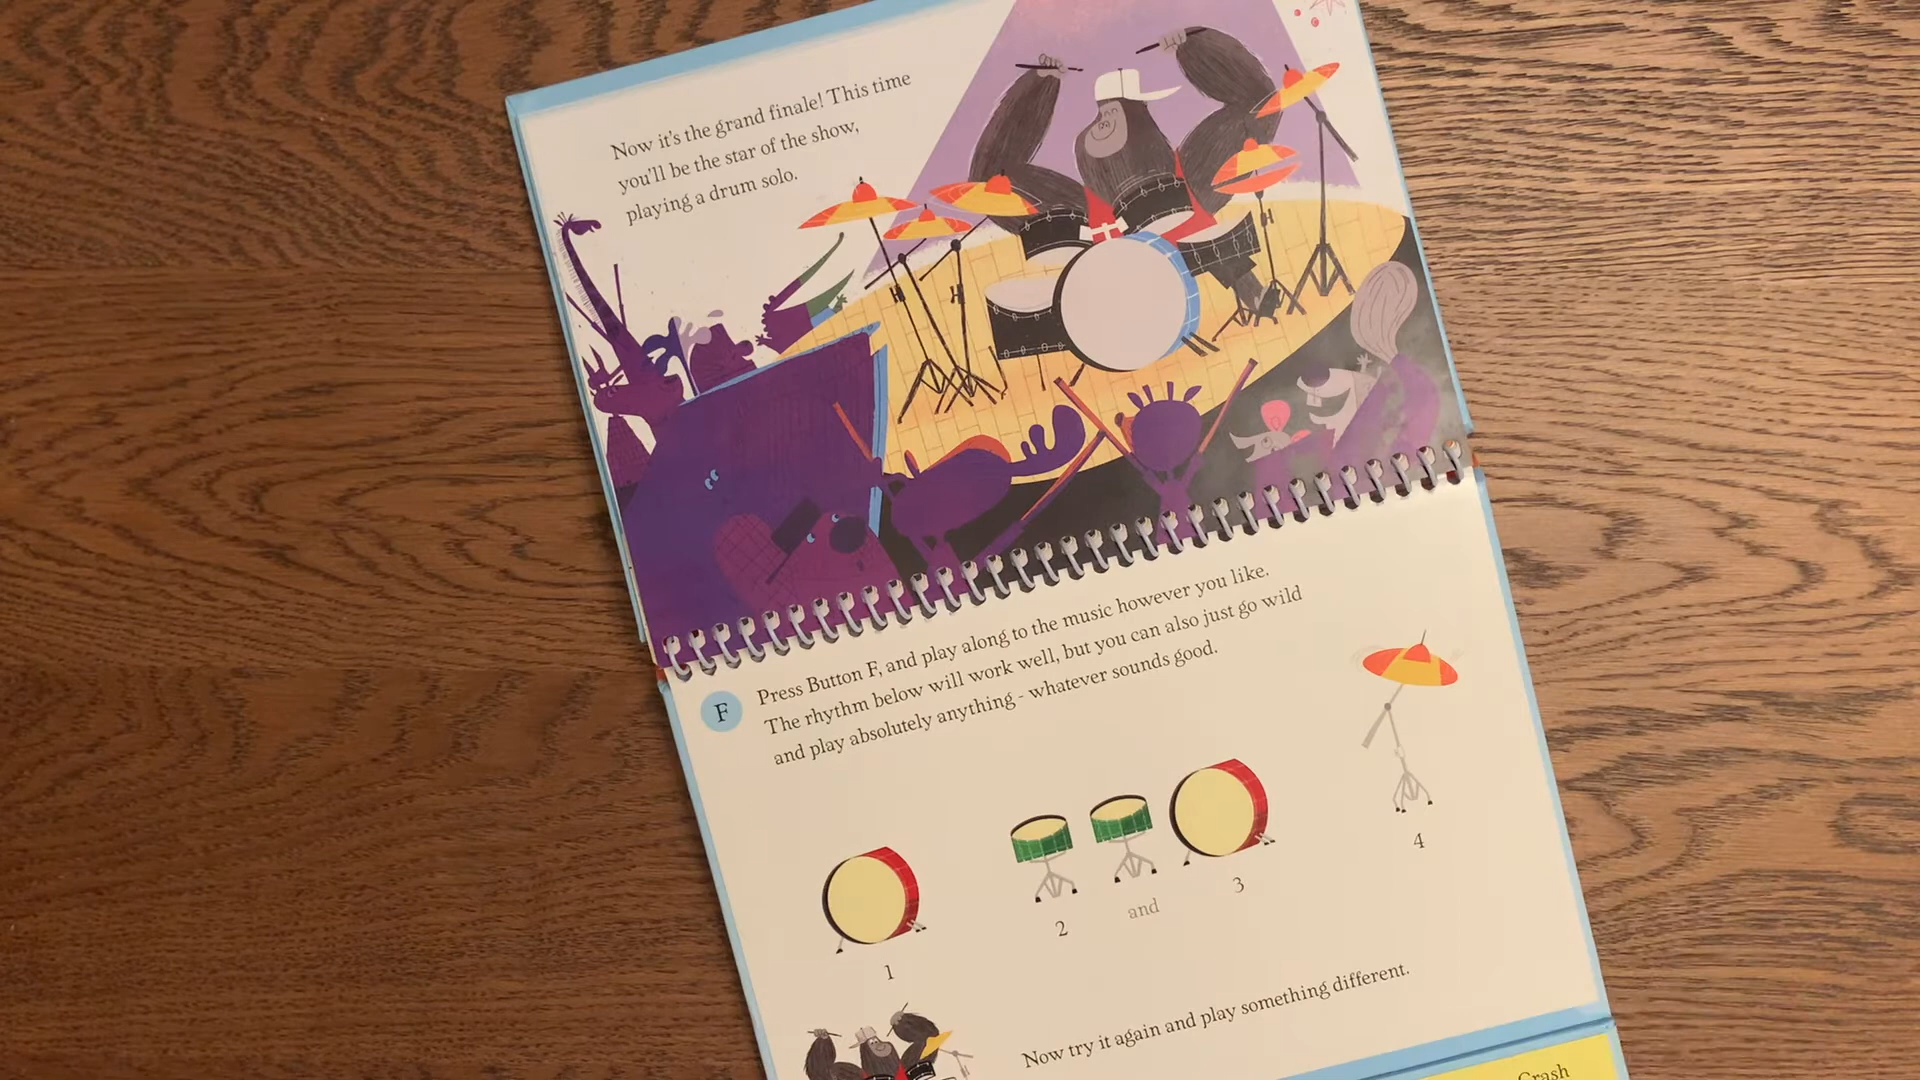 Now it's the grand finale! This time
you'll be the star of the show,
playing a drum solo.
F
Press Button F, and play along to the music however you like.
The rhythm below will work well, but you can also just go wild
and play absolutely anything - whatever sounds good.
1
2
and
3
4
Now try it again and play something different.
Crash